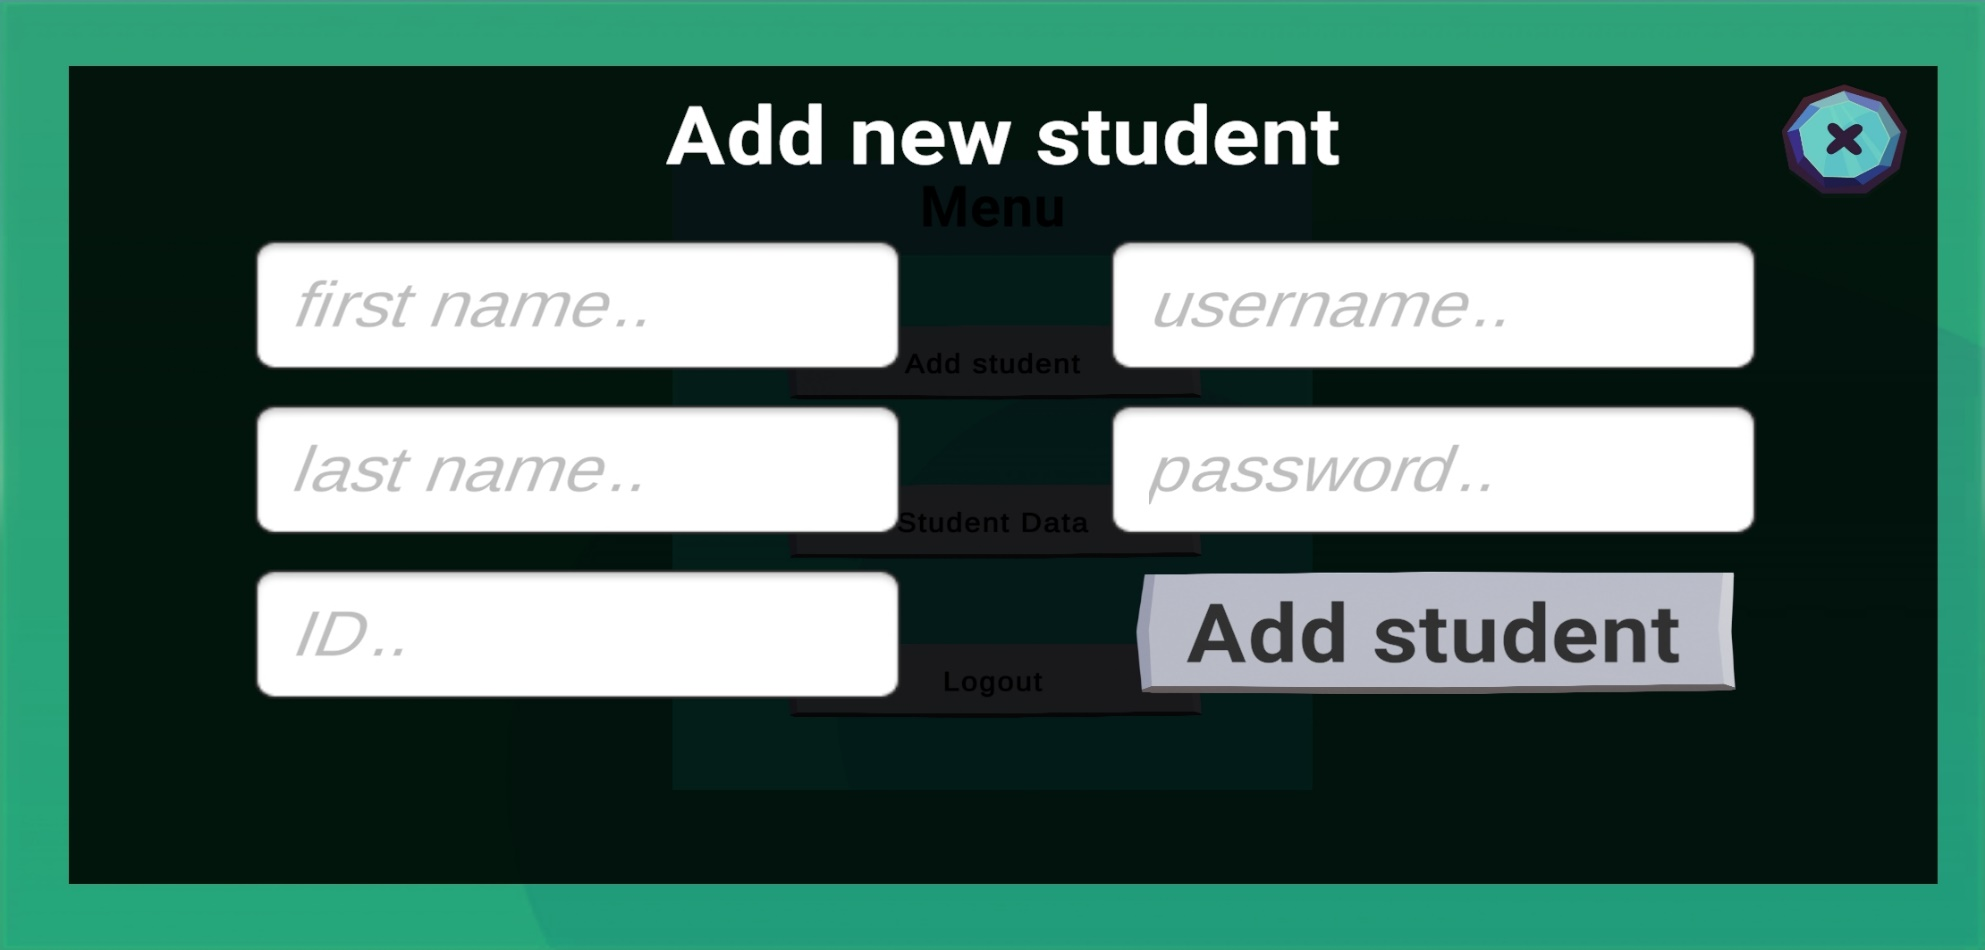 Add new student
Menu
first name..
username..
Add student
last name..
password..
Student Data
ID..
Add student
Logout